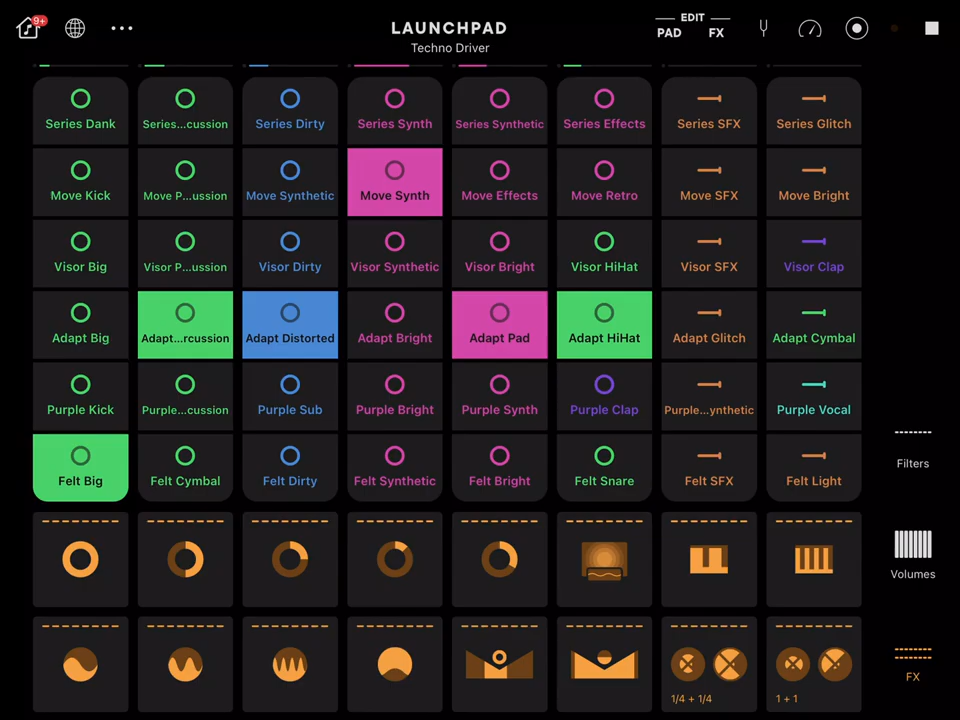 9+
LAUNCHPAD
Techno Driver
EDIT
PAD FX
Series Dank Series...cussion Series Dirty Series Synth Series Synthetic Series Effects Series SFX Series Glitch
Move Kick Move P...ussion Move Synthetic Move Synth Move Effects Move Retro Move SFX Move Bright
Visor Big Visor P...ussion Visor Dirty Visor Synthetic Visor Bright Visor HiHat Visor SFX Visor Clap
Adapt Big Adapt...rcussion Adapt Distorted Adapt Bright Adapt Pad Adapt HiHat Adapt Glitch Adapt Cymbal
Purple Kick Purple...cussion Purple Sub Purple Bright Purple Synth Purple Clap Purple...ynthetic Purple Vocal
Felt Big Felt Cymbal Felt Dirty Felt Synthetic Felt Bright Felt Snare Felt SFX Felt Light
Filters
Volumes
FX
1/4 + 1/4 1 + 1